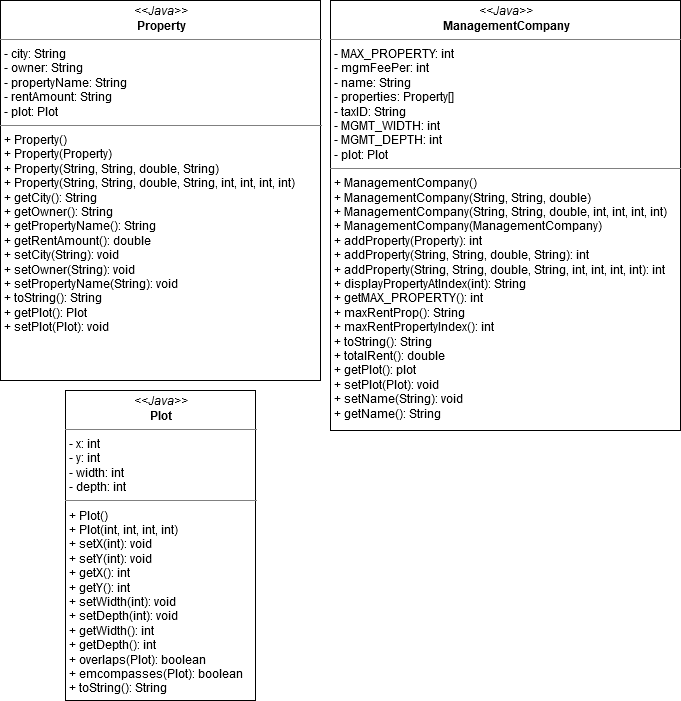 <<Java>>
Property
- city: String
- owner: String
- propertyName: String
- rentAmount: String
- plot: Plot
+ Property()
+ Property(Property)
+ Property(String, String, double, String)
+ Property(String, String, double, String, int, int, int, int)
+ getCity(): String
+ getOwner(): String
+ getPropertyName(): String
+ getRentAmount(): double
+ setCity(String): void
+ setOwner(String): void
+ setPropertyName(String): void
+ toString(): String
+ getPlot(): Plot
+ setPlot(Plot): void
<<Java>>
ManagementCompany
- MAX_PROPERTY: int
- mgmFeePer: int
- name: String
- properties: Property[]
- taxID: String
- MGMT_WIDTH: int
- MGMT_DEPTH: int
- plot: Plot
+ ManagementCompany()
+ ManagementCompany(String, String, double)
+ ManagementCompany(String, String, double, int, int, int, int)
+ ManagementCompany(ManagementCompany)
+ addProperty(Property): int
+ addProperty(String, String, double, String): int
+ addProperty(String, String, double, String, int, int, int, int): int
+ displayPropertyAtIndex(int): String
+ getMAX_PROPERTY(): int
+ maxRentProp(): String
+ maxRentPropertyIndex(): int
+ toString(): String
+ totalRent(): double
+ getPlot(): plot
+ setPlot(Plot): void
+ setName(String): void
+ getName(): String
<<Java>>
Plot
- x: int
- y: int
- width: int
- depth: int
+ Plot()
+ Plot(int, int, int, int)
+ setX(int): void
+ setY(int): void
+ getX(): int
+ getY(): int
+ setWidth(int): void
+ setDepth(int): void
+ getWidth(): int
+ getDepth(): int
+ overlaps(Plot): boolean
+ emcompasses(Plot): boolean
+ toString(): String